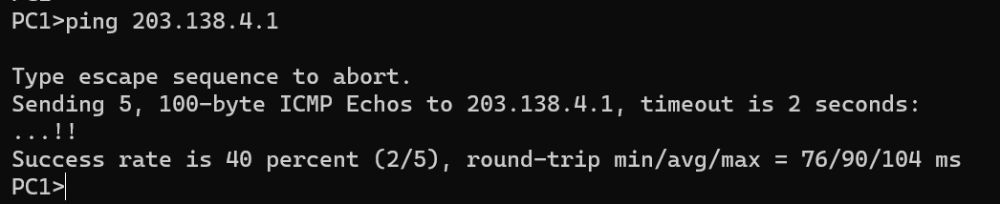 PC1>ping 203.138.4.1
Type escape sequence to abort.
Sending 5, 100-byte ICMP Echos to 203.138.4.1, timeout is 2 seconds:
...!!
Success rate is 40 percent (2/5), round-trip min/avg/max = 76/90/104 ms
PC1>